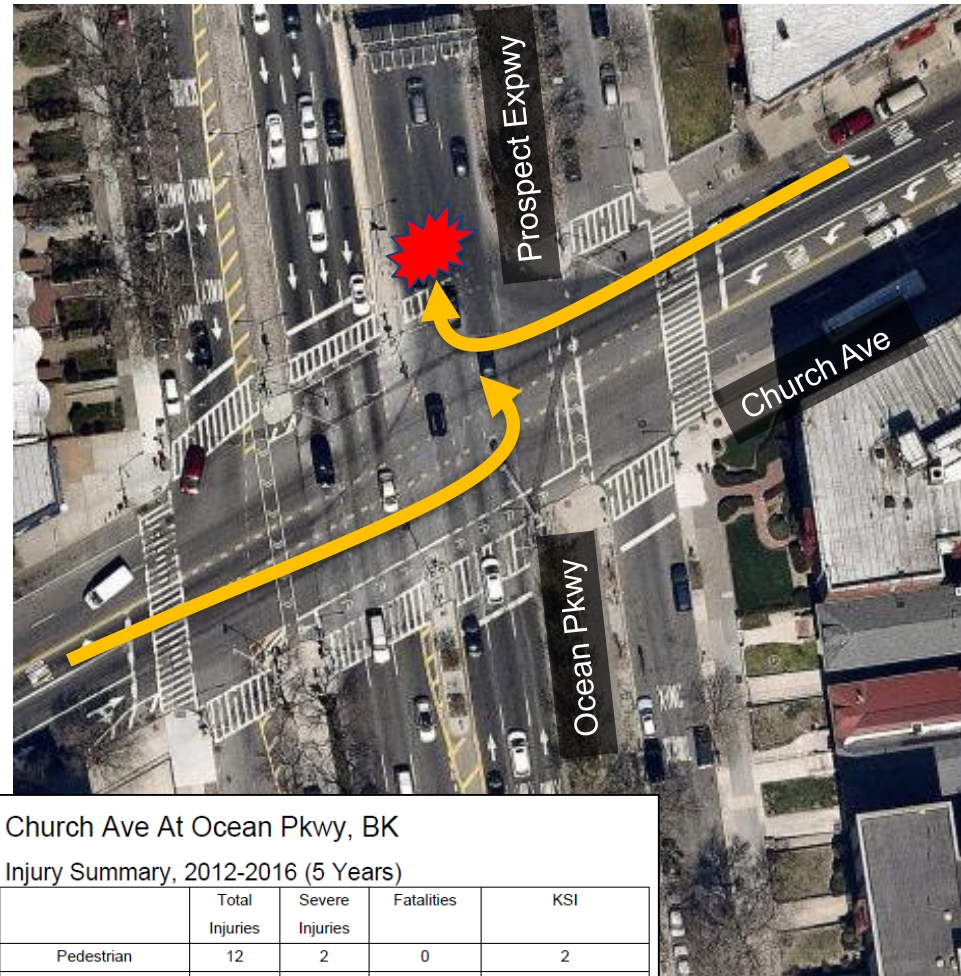 Prospect Expwy
Church Ave
Ocean Pkwy
Church Ave At Ocean Pkwy, BK
Injury Summary, 2012-2016 (5 Years)
Total Injuries Severe Injuries Fatalities KSI
Pedestrian 12 2 0 2